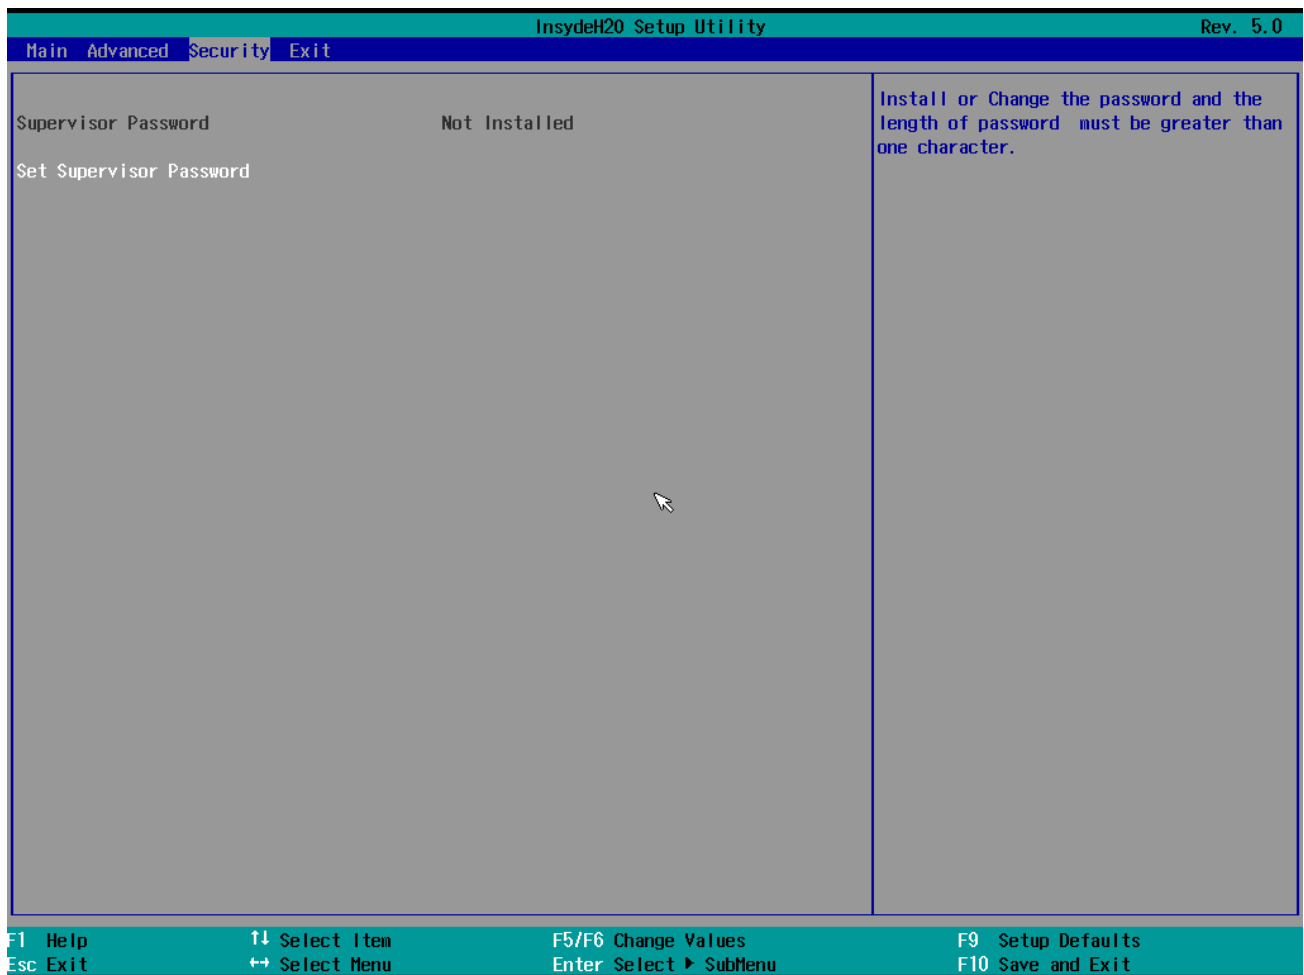 InsydeH20 Setup Utility Rev. 5.0
Main Advanced Security Exit
Supervisor Password Not Installed
Set Supervisor Password
Install or Change the password and the
length of password must be greater than
one character.
F1 Help ↑↓ Select Item F5/F6 Change Values F9 Setup Defaults
Esc Exit ←→ Select Menu Enter Select ▶ SubMenu F10 Save and Exit